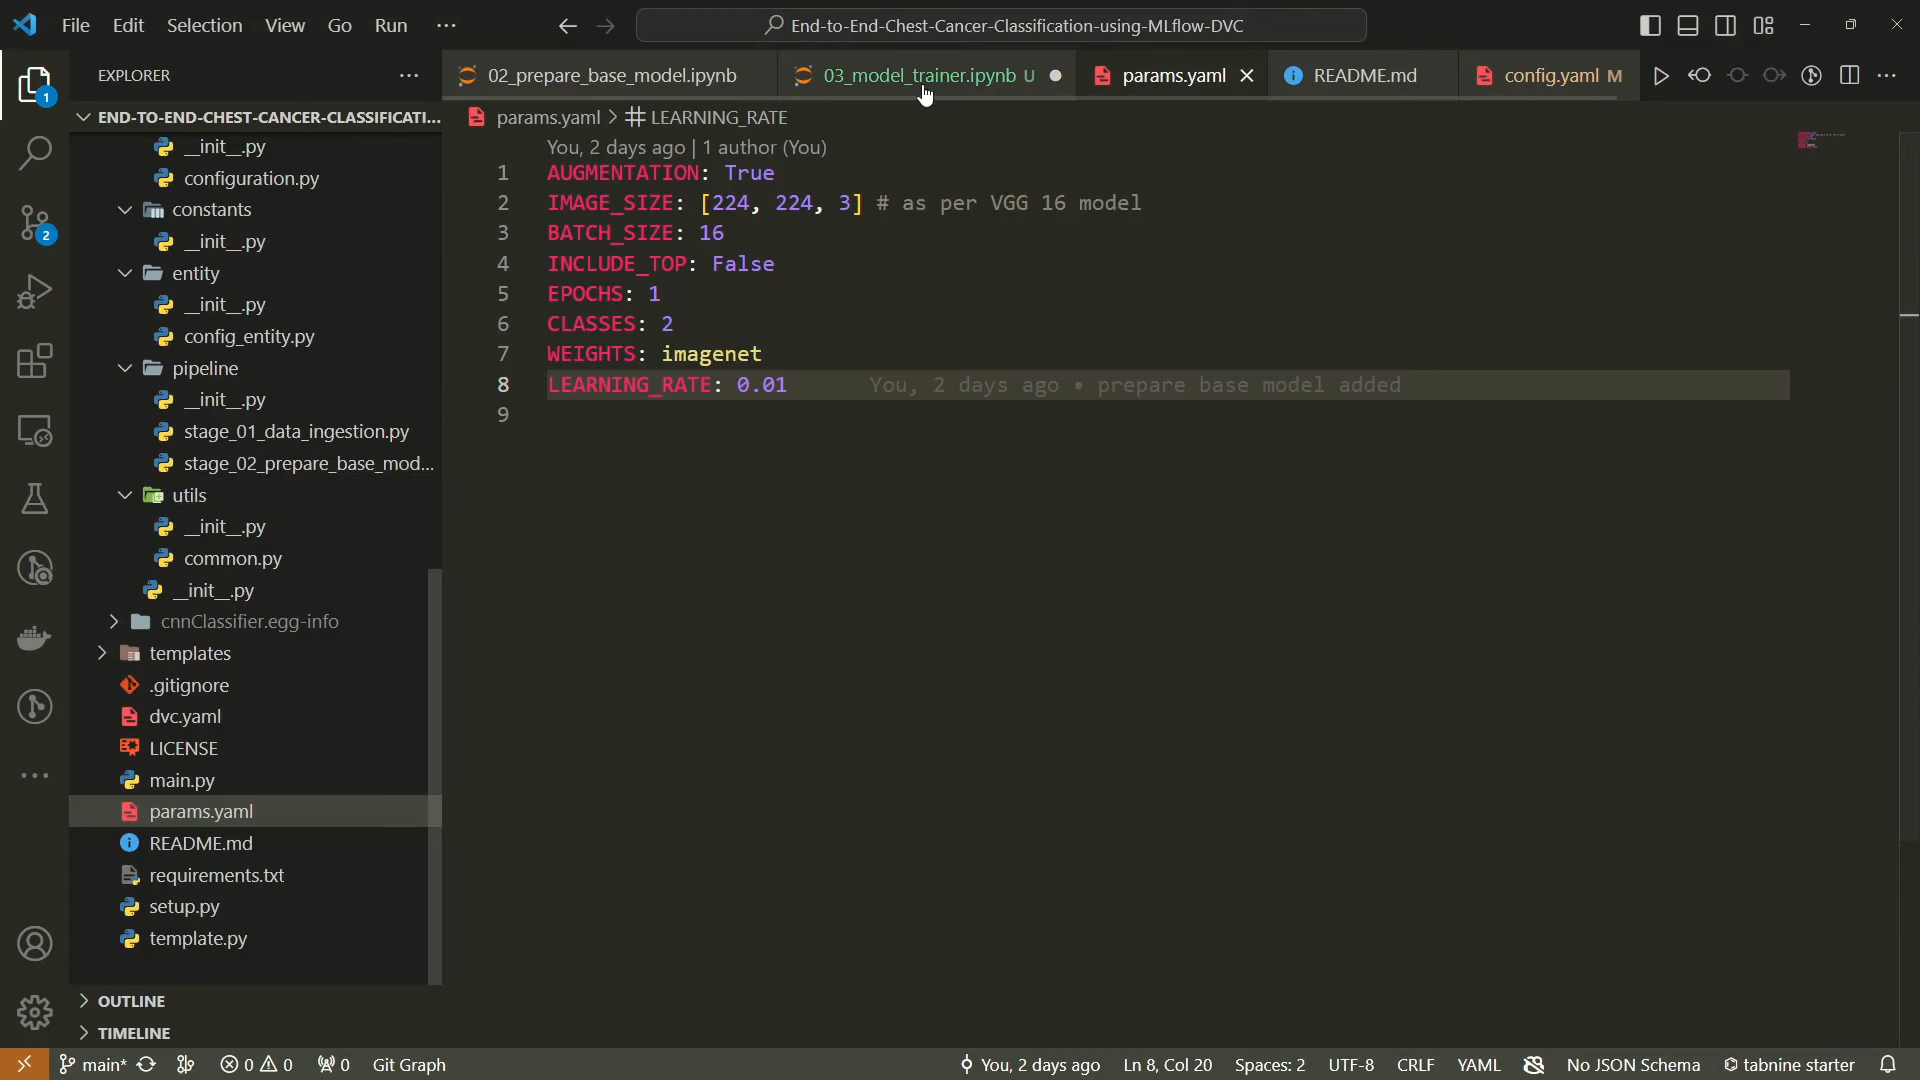 File Edit Selection View Go Run ···
End-to-End-Chest-Cancer-Classification-using-MLflow-DVC
EXPLORER
02_prepare_base_model.ipynb
03_model_trainer.ipynb U
params.yaml
README.md
config.yaml M
1
2
END-TO-END-CHEST-CANCER-CLASSIFICATI...
__init__.py
configuration.py
constants
__init__.py
entity
__init__.py
config_entity.py
pipeline
__init__.py
stage_01_data_ingestion.py
stage_02_prepare_base_mod...
utils
__init__.py
common.py
__init__.py
cnnClassifier.egg-info
templates
.gitignore
dvc.yaml
LICENSE
main.py
params.yaml
README.md
requirements.txt
setup.py
template.py
OUTLINE
TIMELINE
params.yaml > # LEARNING_RATE
You, 2 days ago | 1 author (You)
1 AUGMENTATION: True
2 IMAGE_SIZE: [224, 224, 3] # as per VGG 16 model
3 BATCH_SIZE: 16
4 INCLUDE_TOP: False
5 EPOCHS: 1
6 CLASSES: 2
7 WEIGHTS: imagenet
8 LEARNING_RATE: 0.01 You, 2 days ago • prepare base model added
9
main* 0 0 0 Git Graph You, 2 days ago Ln 8, Col 20 Spaces: 2 UTF-8 CRLF YAML No JSON Schema tabnine starter